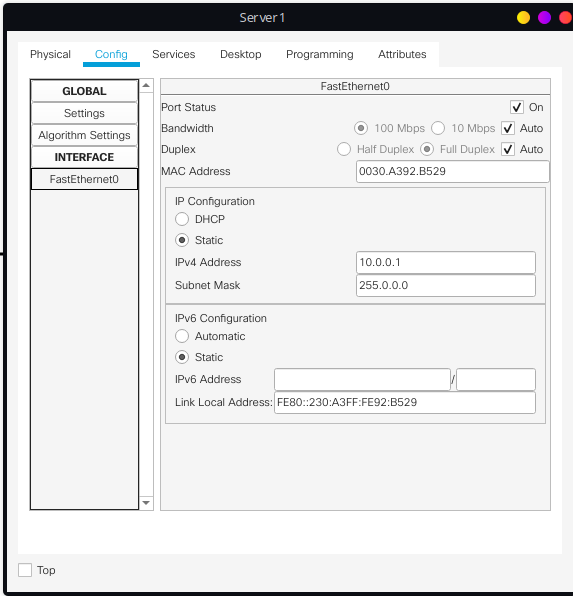 Server1
Physical Config Services Desktop Programming Attributes
GLOBAL
Settings
Algorithm Settings
INTERFACE
FastEthernet0
FastEthernet0
Port Status On
Bandwidth 100 Mbps 10 Mbps Auto
Duplex Half Duplex Full Duplex Auto
MAC Address 0030.A392.B529
IP Configuration
DHCP
Static
IPv4 Address 10.0.0.1
Subnet Mask 255.0.0.0
IPv6 Configuration
Automatic
Static
IPv6 Address /
Link Local Address: FE80::230:A3FF:FE92:B529
Top